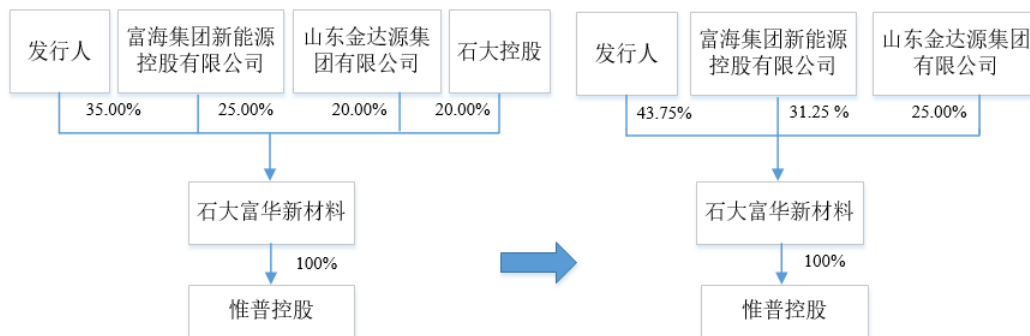 发行人
富海集团新能源
控股有限公司
山东金达源集
团有限公司
石大控股
35.00%
25.00%
20.00%
20.00%
石大富华新材料
100%
惟普控股
发行人
富海集团新能源
控股有限公司
山东金达源集团
有限公司
43.75%
31.25 %
25.00%
石大富华新材料
100%
惟普控股